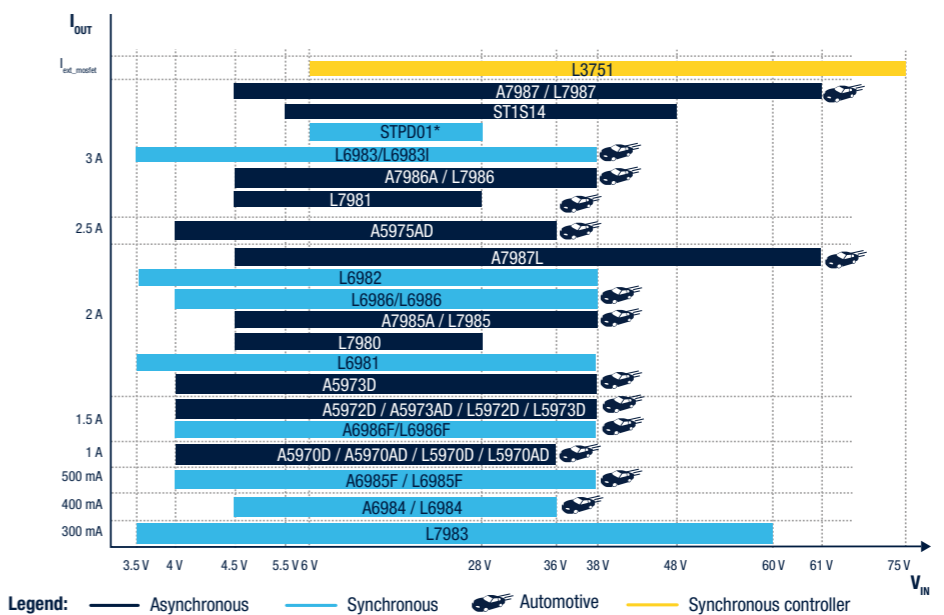 I OUT
I ext_mosfet
L3751
A7987 / L7987
ST1S14
STPD01*
3 A
L6983/L6983I
A7986A / L7986
L7981
2.5 A
A5975AD
A7987L
L6982
L6986/L6986
2 A
A7985A / L7985
L7980
L6981
A5973D
A5972D / A5973AD / L5972D / L5973D
1.5 A
A6986F/L6986F
1 A
A5970D / A5970AD / L5970D / L5970AD
500 mA
A6985F / L6985F
400 mA
A6984 / L6984
300 mA
L7983
3.5 V 4 V 4.5 V 5.5 V 6 V 28 V 36 V 38 V 48 V 60 V 61 V 75 V
V IN
Legend: Asynchronous Synchronous Automotive Synchronous controller